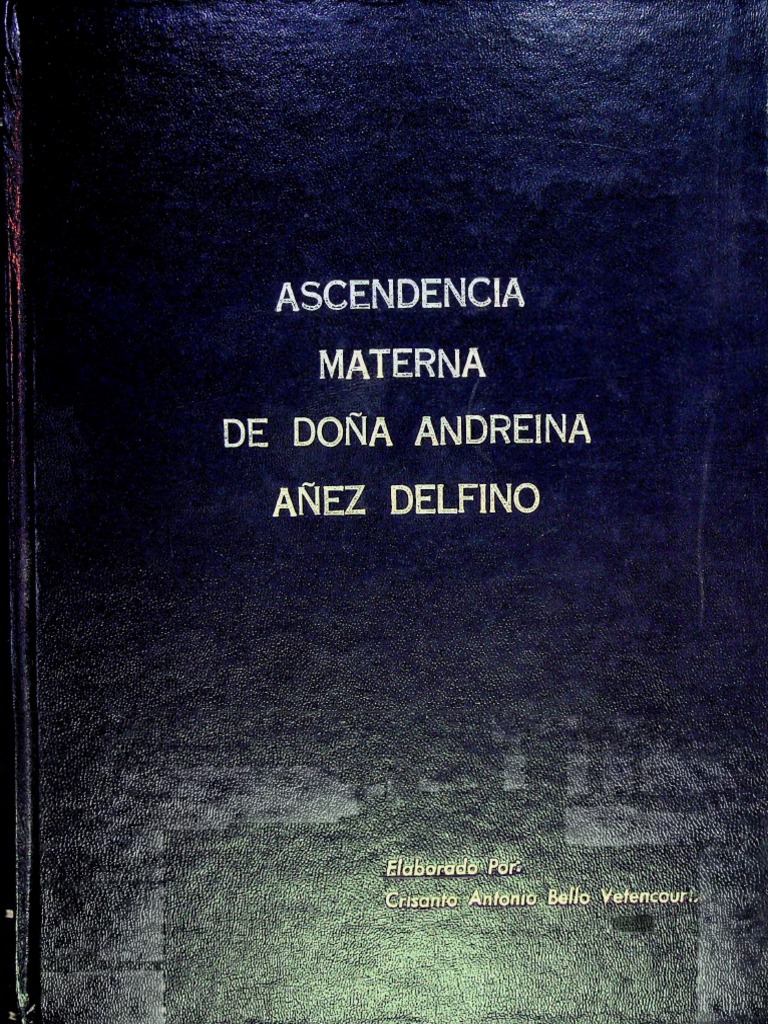 ASCENDENCIA
MATERNA
DE DOÑA ANDREINA
AÑEZ DELFINO
Elaborado Por:
Crisanto Antonio Bello Vetencourt.